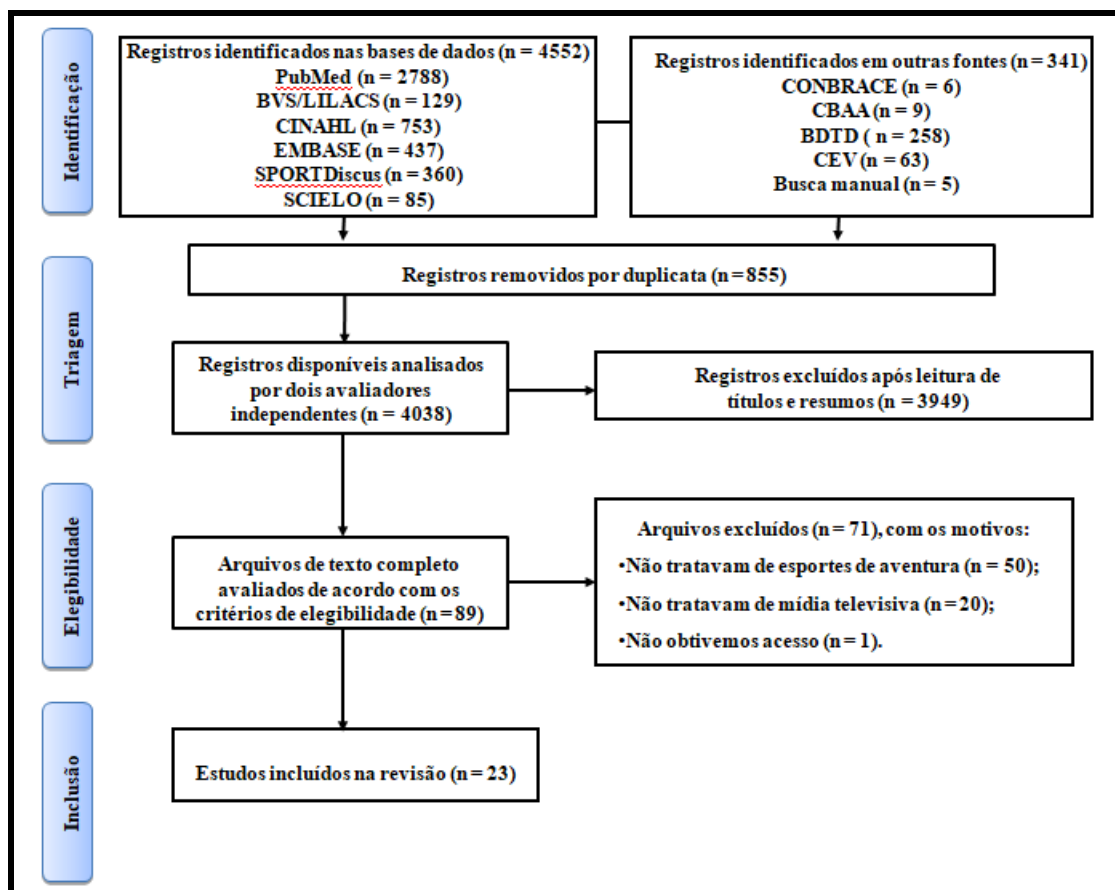 Identificação
Registros identificados nas bases de dados (n = 4552)
PubMed (n = 2788)
BVS/LILACS (n = 129)
CINAHL (n = 753)
EMBASE (n = 437)
SPORTDiscus (n = 360)
SCIELO (n = 85)
Registros identificados em outras fontes (n = 341)
CONBRACE (n = 6)
CBAA (n = 9)
BDTD ( n = 258)
CEV (n = 63)
Busca manual (n = 5)
Triagem
Registros removidos por duplicata (n = 855)
Registros disponíveis analisados
por dois avaliadores
independentes (n = 4038)
Registros excluídos após leitura de
títulos e resumos (n = 3949)
Elegibilidade
Arquivos de texto completo
avaliados de acordo com os
critérios de elegibilidade (n = 89)
Arquivos excluídos (n = 71), com os motivos:
•Não tratavam de esportes de aventura (n = 50);
•Não tratavam de mídia televisiva (n = 20);
•Não obtivemos acesso (n = 1).
Inclusão
Estudos incluídos na revisão (n = 23)